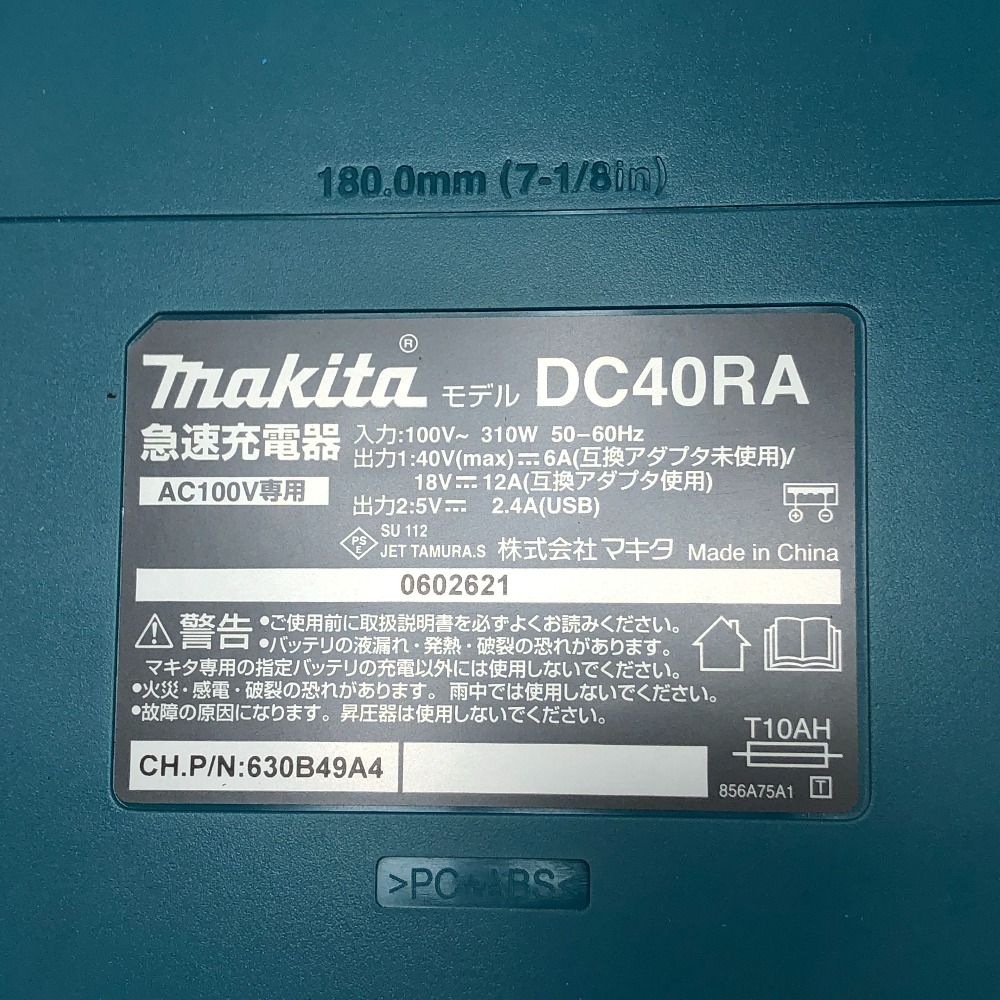 180.0mm (7-1/8in)
makita® モデル DC40RA
急速充電器
AC100V専用
入力:100V~ 310W 50-60Hz
出力1:40V(max)⎓6A(互換アダプタ未使用)/
18V⎓12A(互換アダプタ使用)
出力2:5V⎓ 2.4A(USB)
PS
E
SU 112
JET TAMURA.S 株式会社マキタ Made in China
0602621
⚠警告 •ご使用前に取扱説明書を必ずよくお読みください。
•バッテリの液漏れ・発熱・破裂の恐れがあります。
マキタ専用の指定バッテリの充電以外には使用しないでください。
•火災・感電・破裂の恐れがあります。雨中では使用しないでください。
•故障の原因になります。昇圧器は使用しないでください。
T10AH
CH.P/N:630B49A4
856A75A1 T
>PC+ABS<